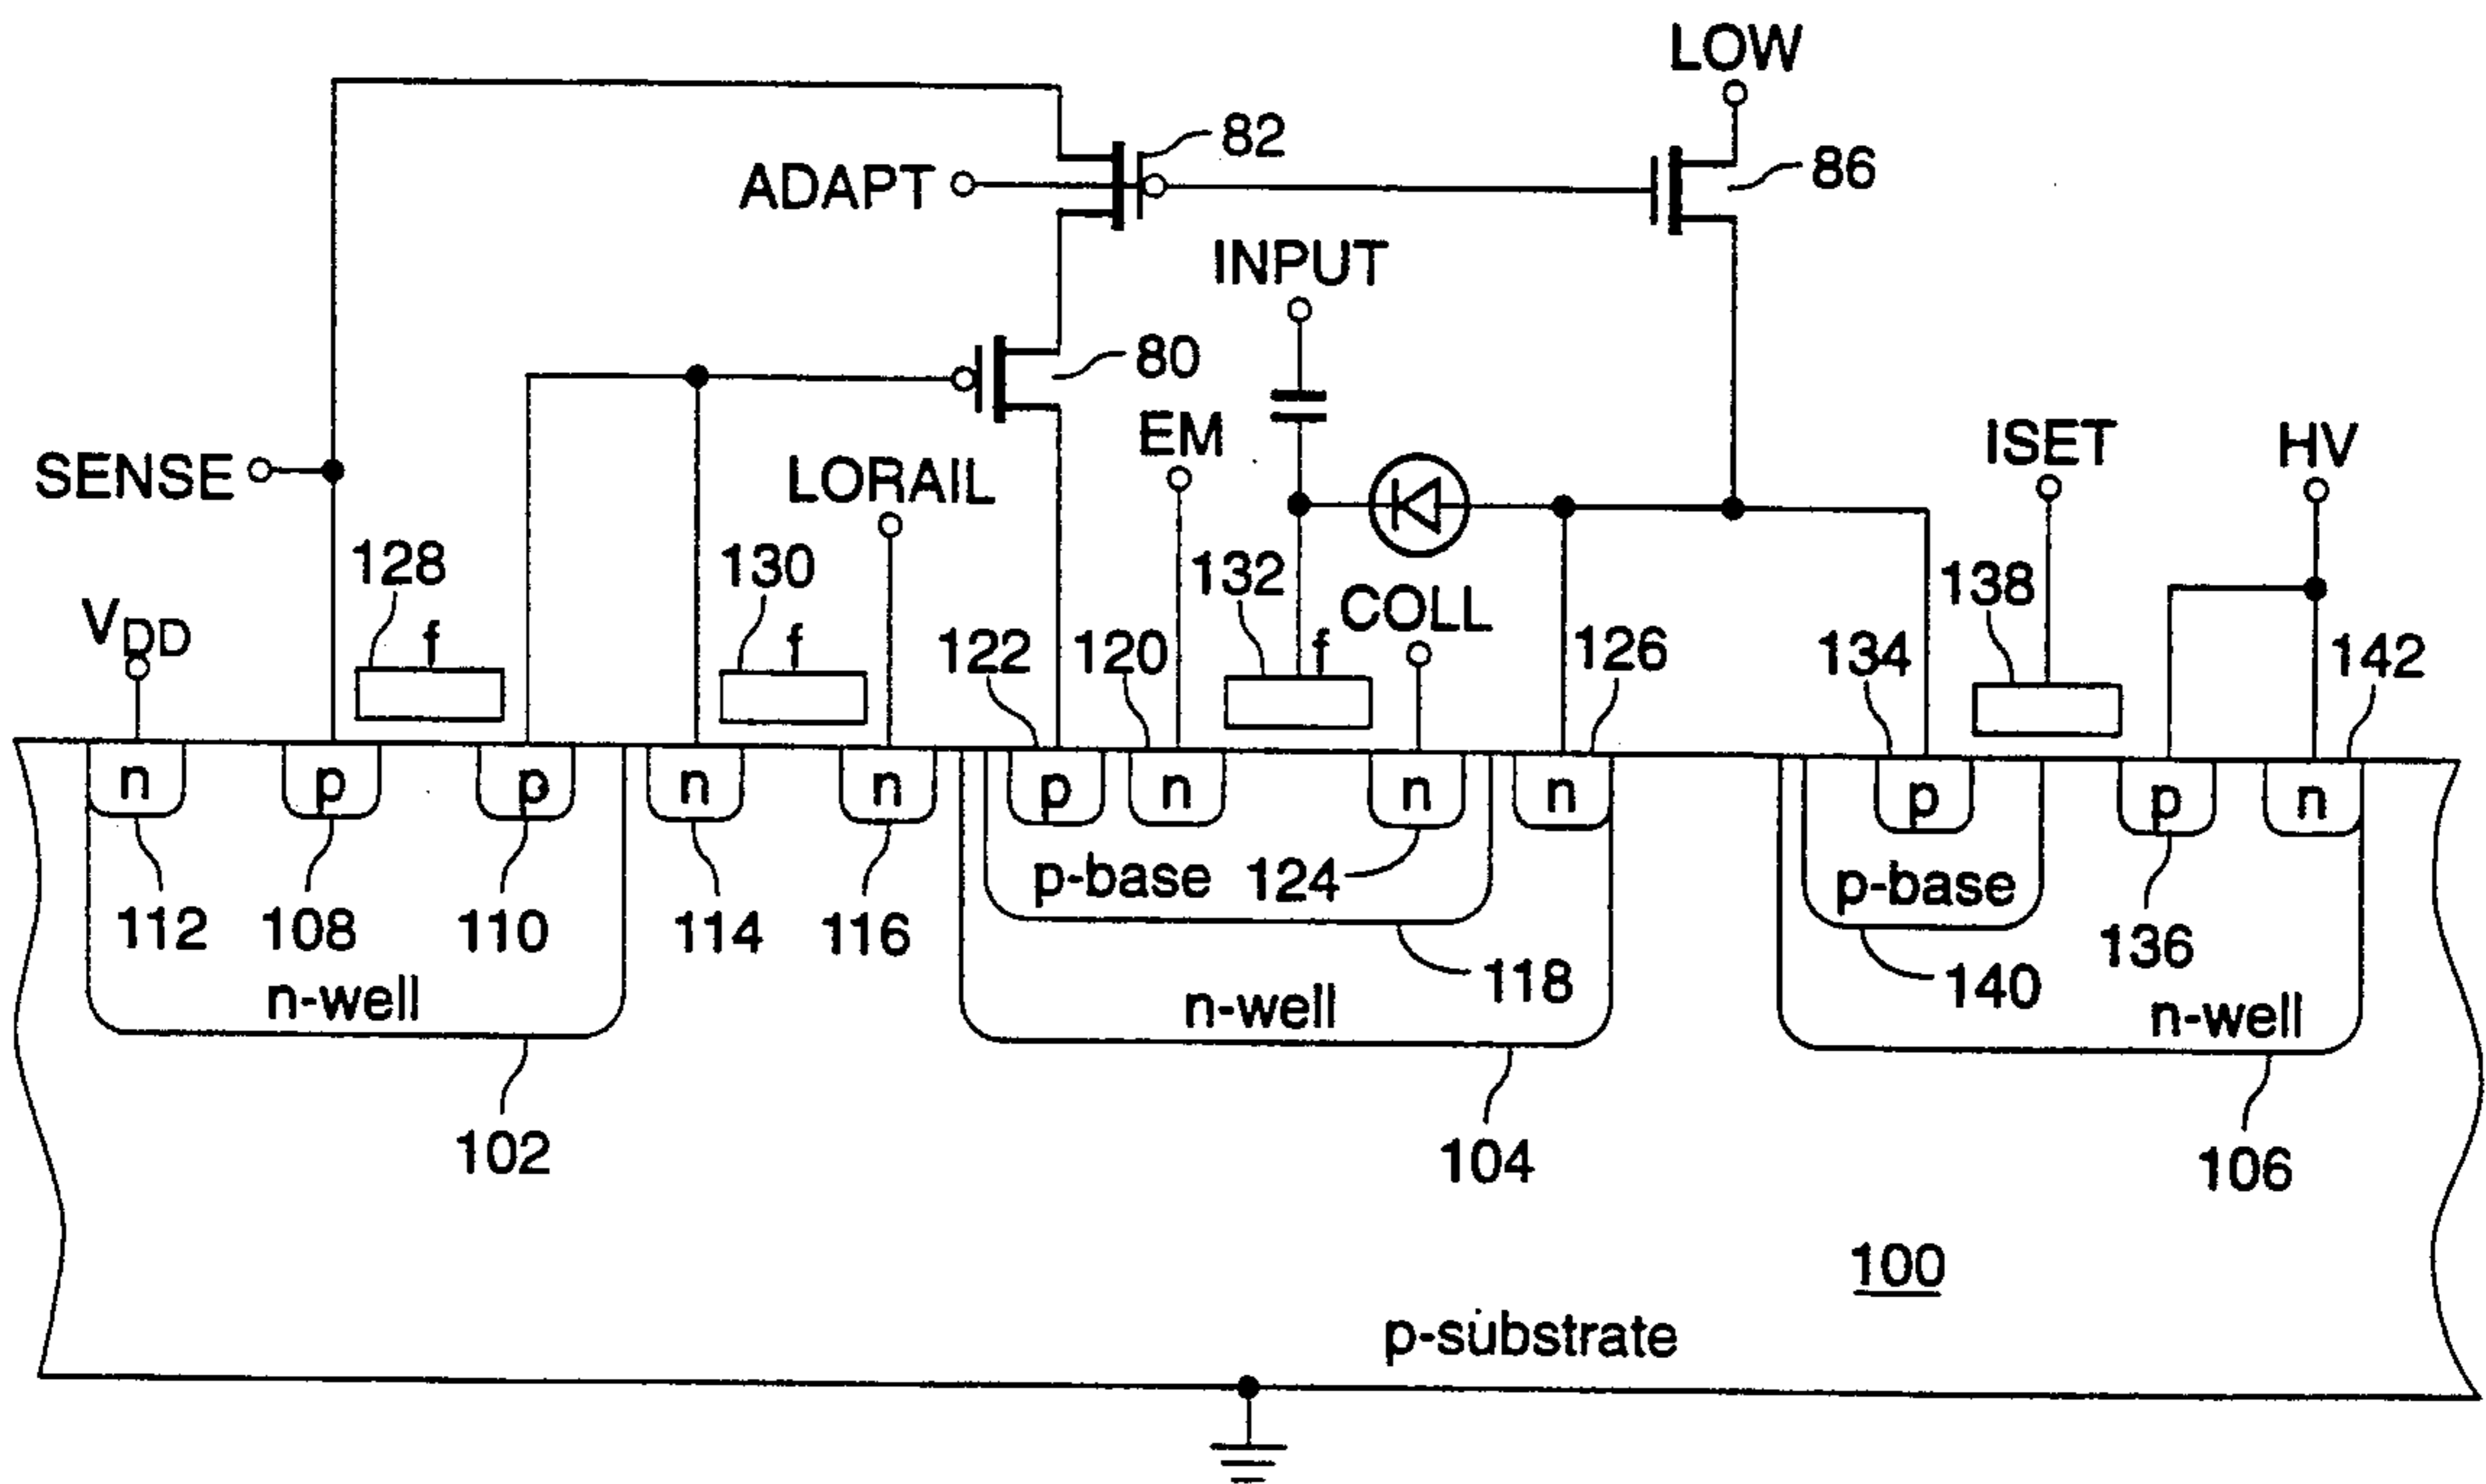 LOW
82
86
ADAPT
INPUT
80
EM
ISET
HV
SENSE
LORAIL
128
130
132
138
COLL
VDD
f
f
122
120
f
126
134
142
n
p
p
n
n
p
n
n
n
p
p
n
p-base
124
p-base
112
108
110
114
116
118
140
136
n-well
n-well
n-well
102
104
106
100
p-substrate